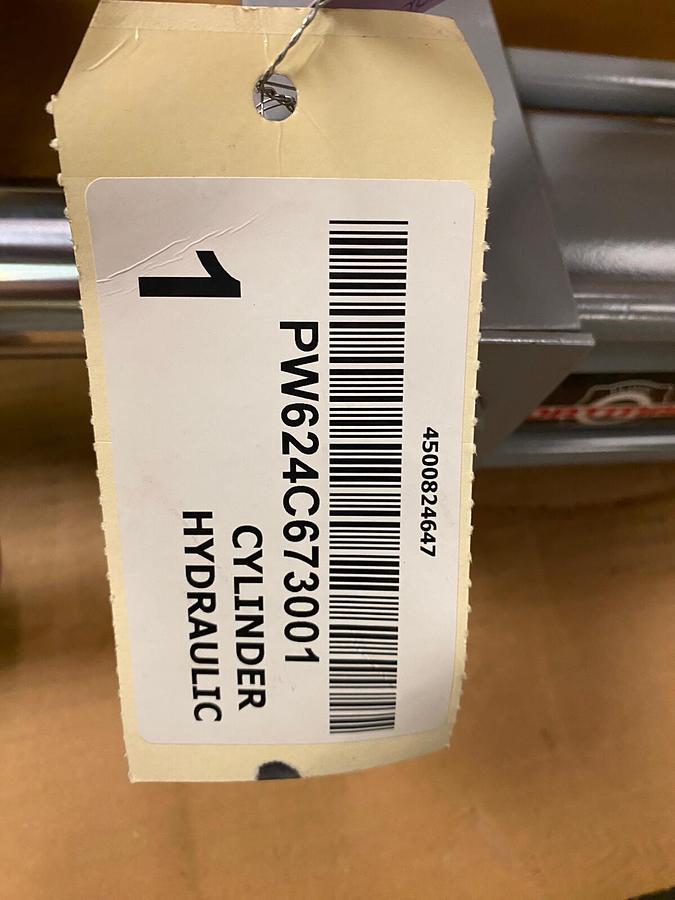 4500824647
PW624C673001
CYLINDER
HYDRAULIC
1